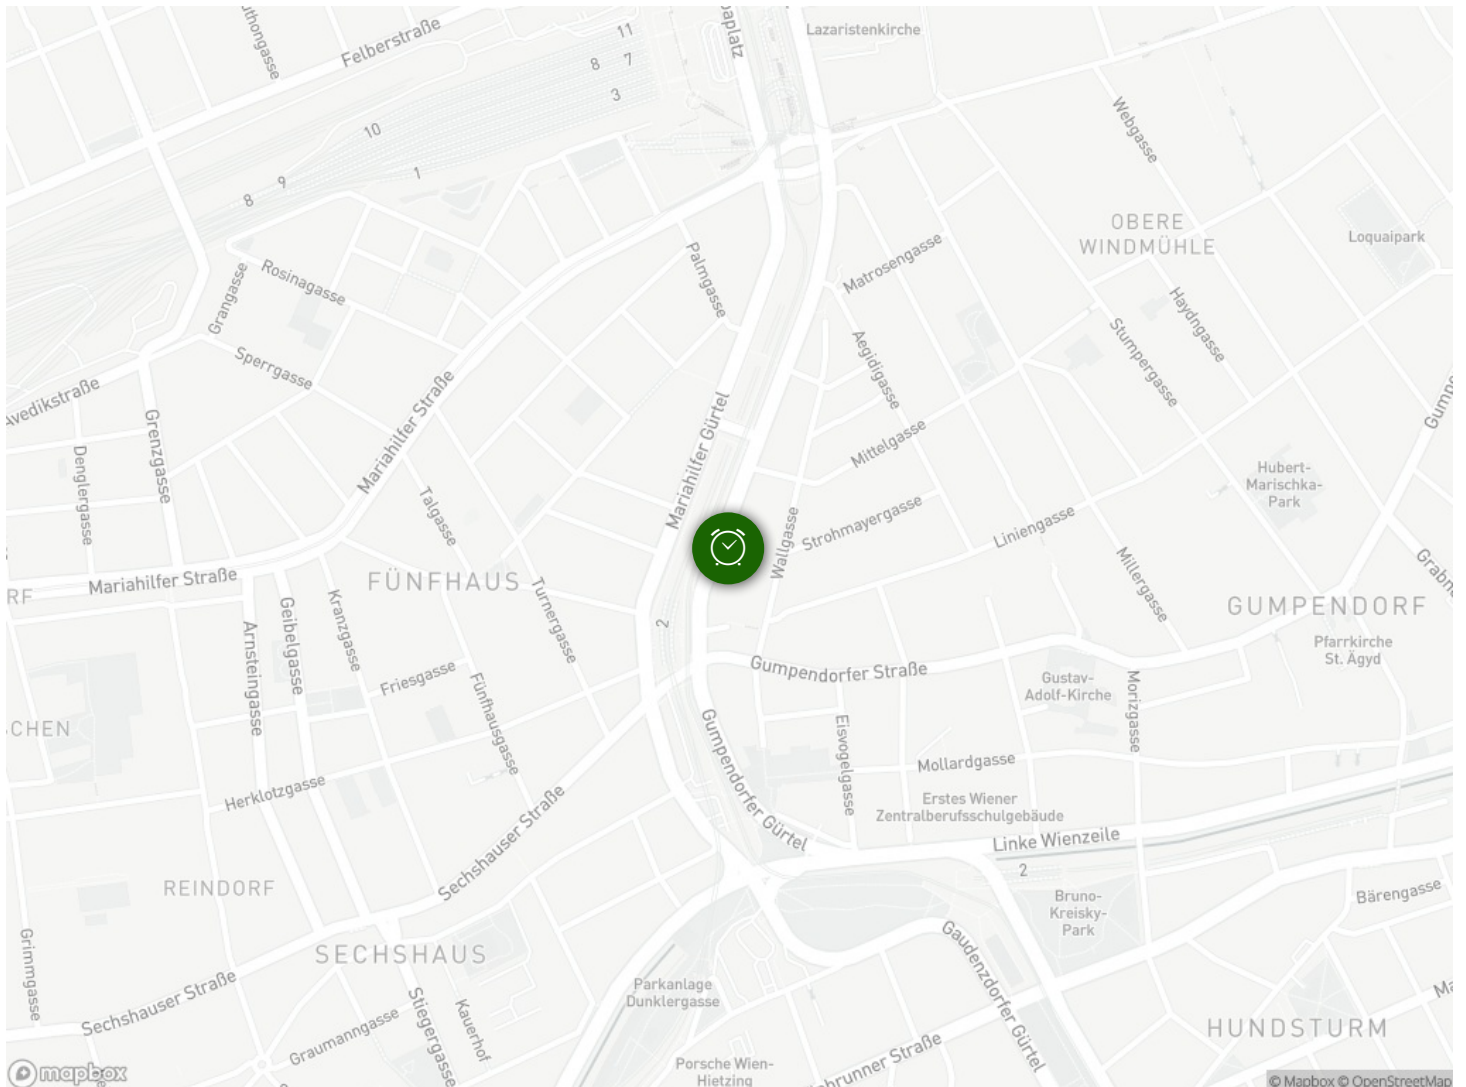 11
Lazaristenkirche
Felberstraße
8
7
3
10
Webgasse
1
9
8
OBERE
WINDMÜHLE
Loquaipark
Matrosengasse
Palmgasse
Rosinagasse
Grangasse
Haydngasse
Stumpergasse
Aegidigasse
Sperrgasse
Avedikstraße
Mariahilfer Straße
Grenzgasse
Mariahilfer Gürtel
Mittelgasse
Denglergasse
Hubert-
Marischka-
Park
Talgasse
Strohmayergasse
Liniengasse
Wallgasse
Mariahilfer Straße
FÜNFHAUS
Millergasse
RF
GUMPENDORF
Geibelgasse
Kranzgasse
Turnergasse
2
Arnsteingasse
Pfarrkirche
St. Ägyd
Gumpendorfer Straße
Friesgasse
Gustav-
Adolf-Kirche
Morizgasse
Fünfhausgasse
CHEN
Gumpendorfer Gürtel
Eisvogelgasse
Mollardgasse
Herklotzgasse
Erstes Wiener
Zentralberufsschulgebäude
Sechshauser Straße
Linke Wienzeile
2
REINDORF
Bruno-
Kreisky-
Park
Bärengasse
Grimmgasse
SECHSHAUS
Gaudenzdorfer Gürtel
Parkanlage
Dunklergasse
Sechshauser Straße
Stiegergasse
Kauerhof
Graumanngasse
HUNDSTURM
Porsche Wien-
Hietzing
mapbox
© Mapbox © OpenStreetMap